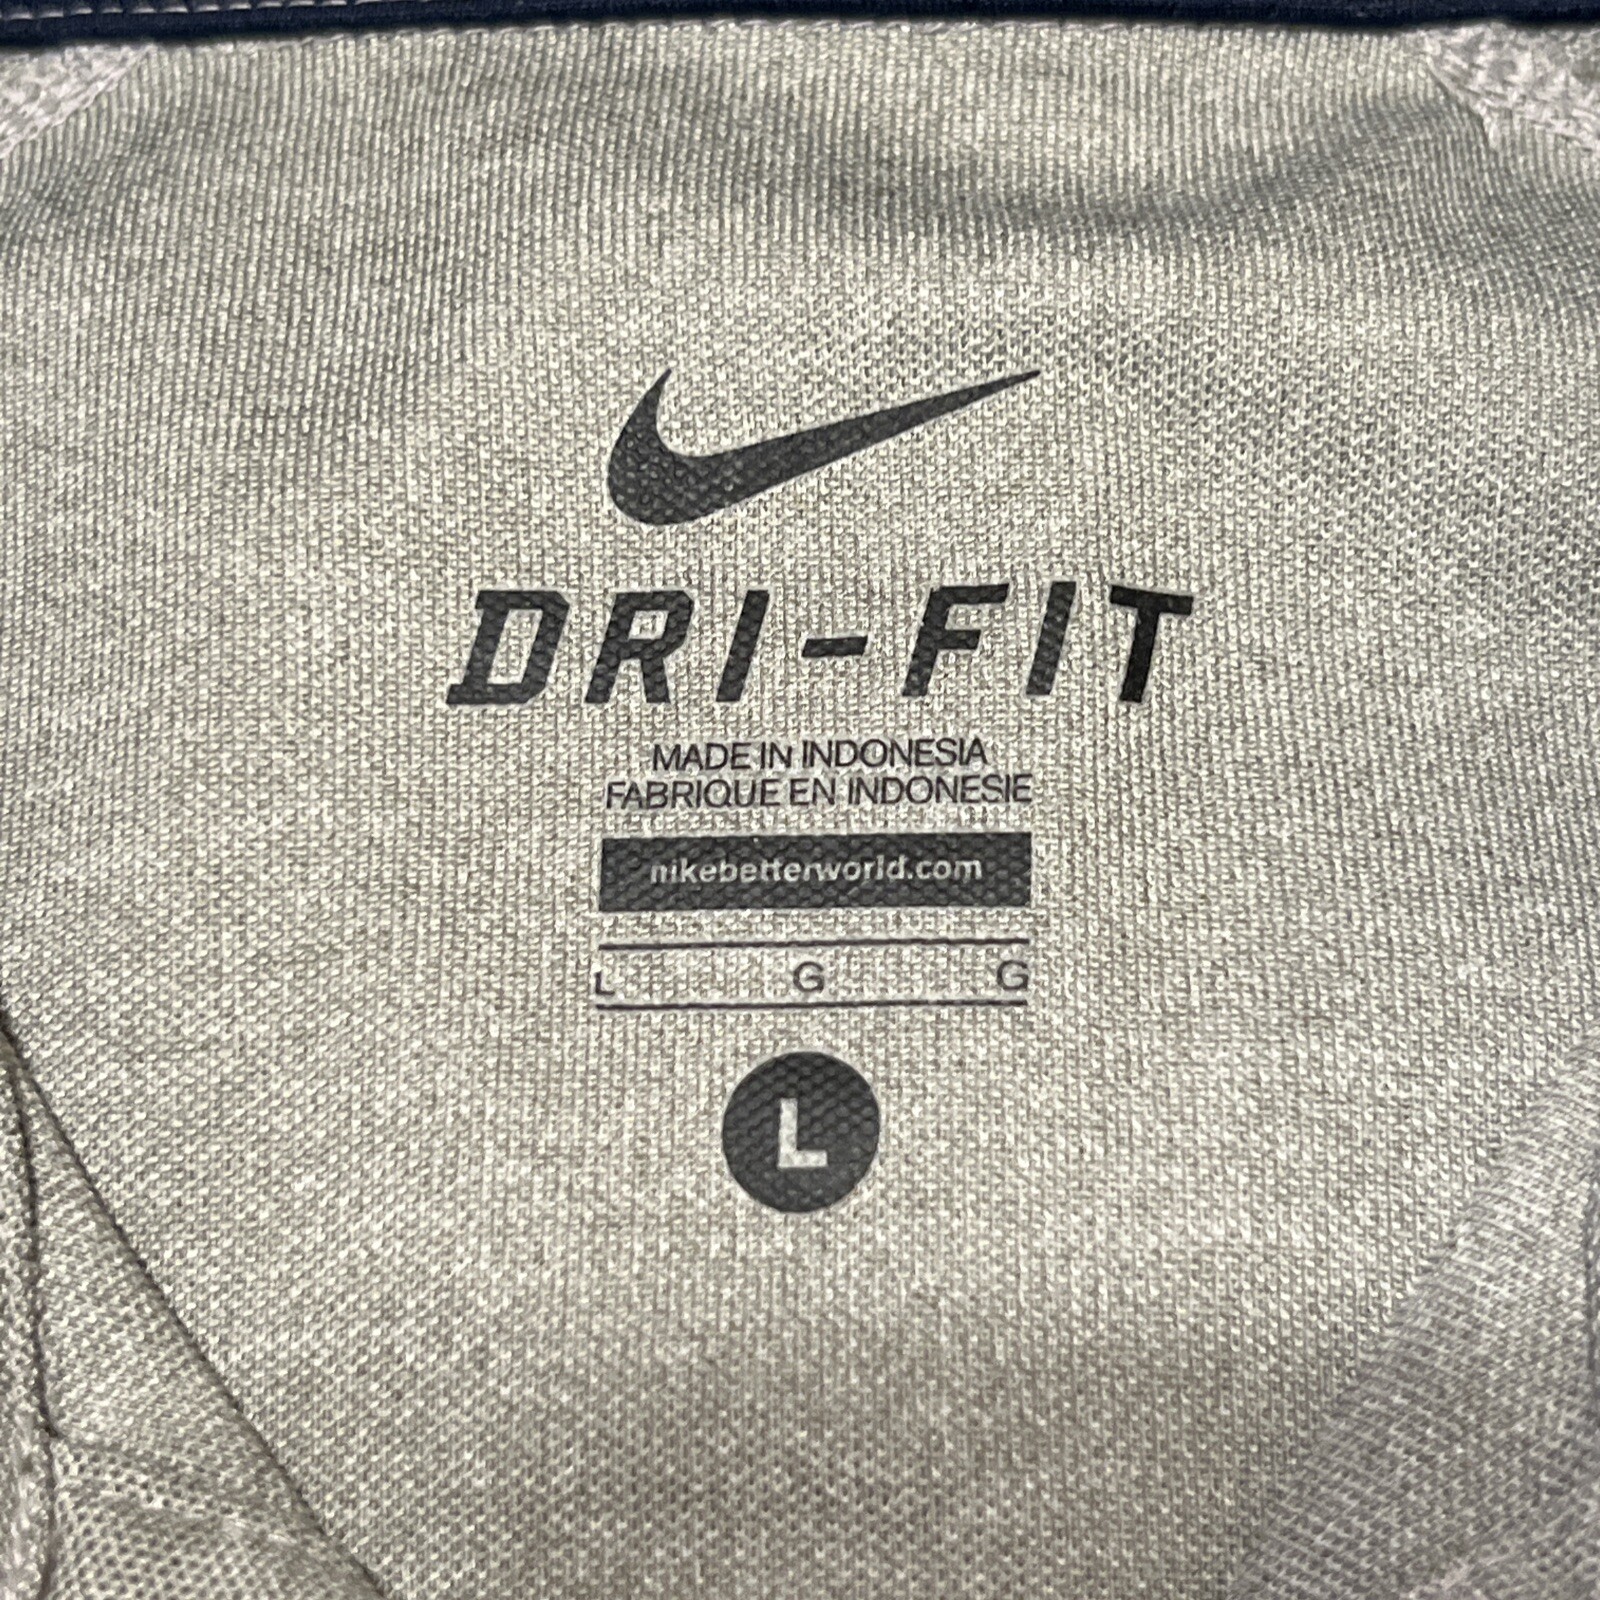 DRI-FIT
MADE IN INDONESIA
FABRIQUE EN INDONESIE
nikebetterworld.com
L G G
L